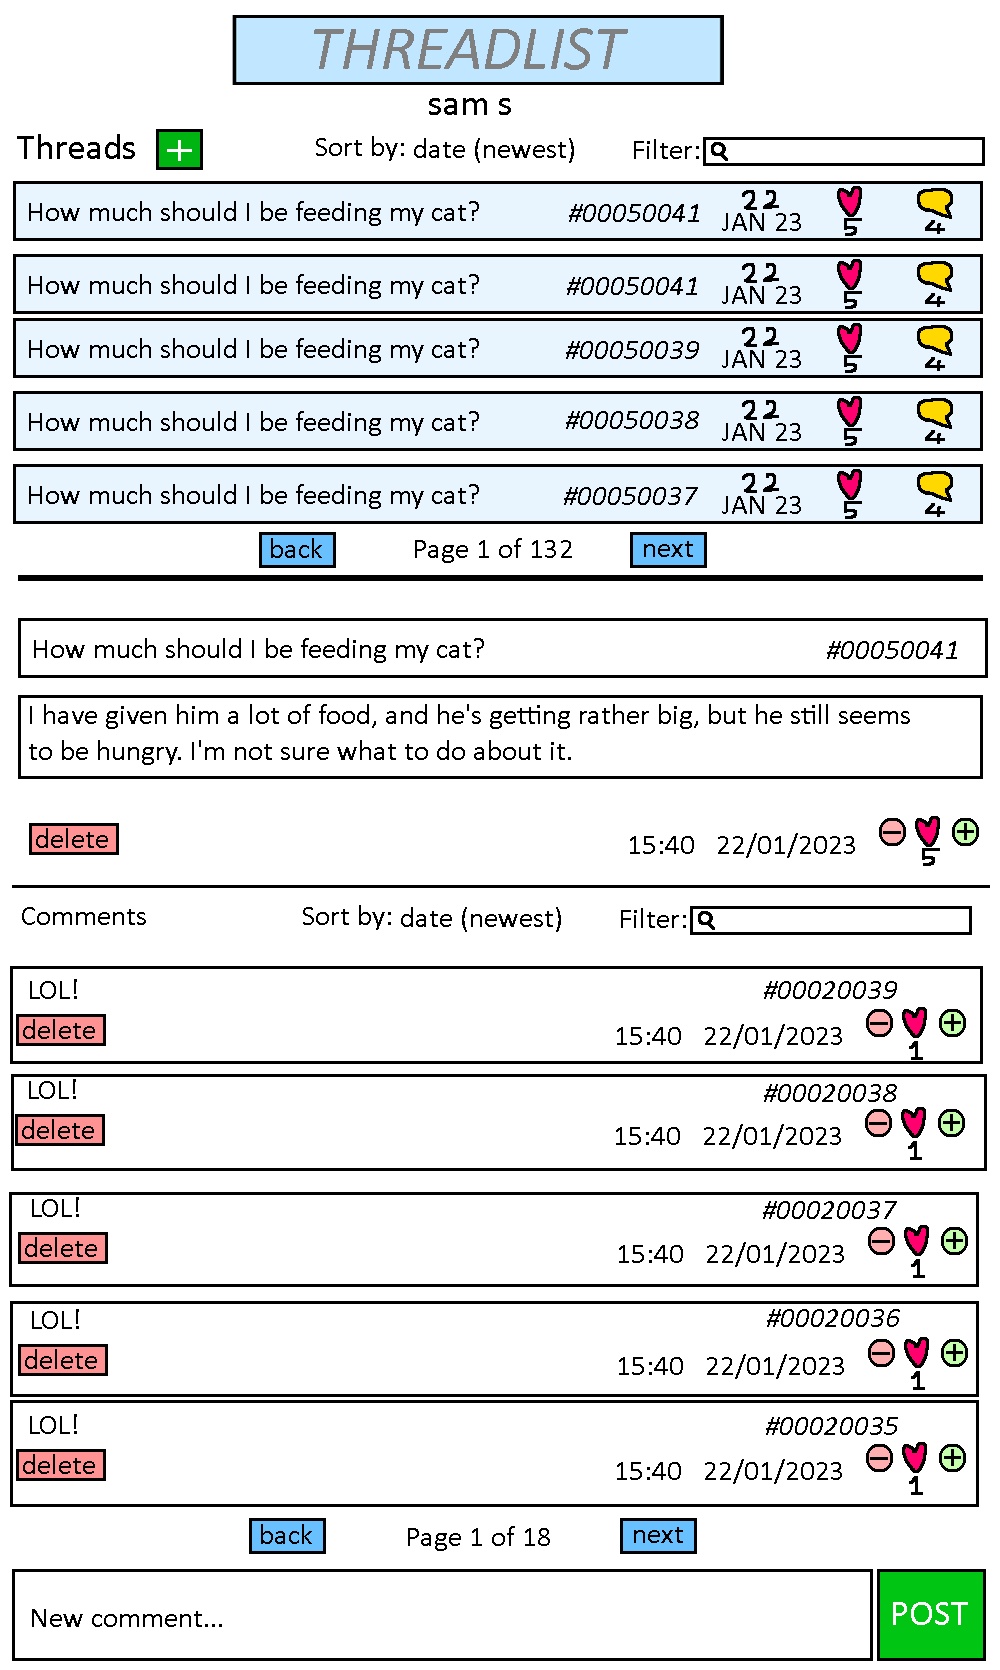 THREADLIST
sam s
Threads + Sort by: date (newest) Filter:
How much should I be feeding my cat? #00050041 22 JAN 23 5 4
How much should I be feeding my cat? #00050041 22 JAN 23 5 4
How much should I be feeding my cat? #00050039 22 JAN 23 5 4
How much should I be feeding my cat? #00050038 22 JAN 23 5 4
How much should I be feeding my cat? #00050037 22 JAN 23 5 4
back Page 1 of 132 next
How much should I be feeding my cat? #00050041
I have given him a lot of food, and he's getting rather big, but he still seems
to be hungry. I'm not sure what to do about it.
delete 15:40 22/01/2023 − 5 +
Comments Sort by: date (newest) Filter:
LOL! #00020039
delete 15:40 22/01/2023 − 1 +
LOL! #00020038
delete 15:40 22/01/2023 − 1 +
LOL! #00020037
delete 15:40 22/01/2023 − 1 +
LOL! #00020036
delete 15:40 22/01/2023 − 1 +
LOL! #00020035
delete 15:40 22/01/2023 − 1 +
back Page 1 of 18 next
New comment... POST